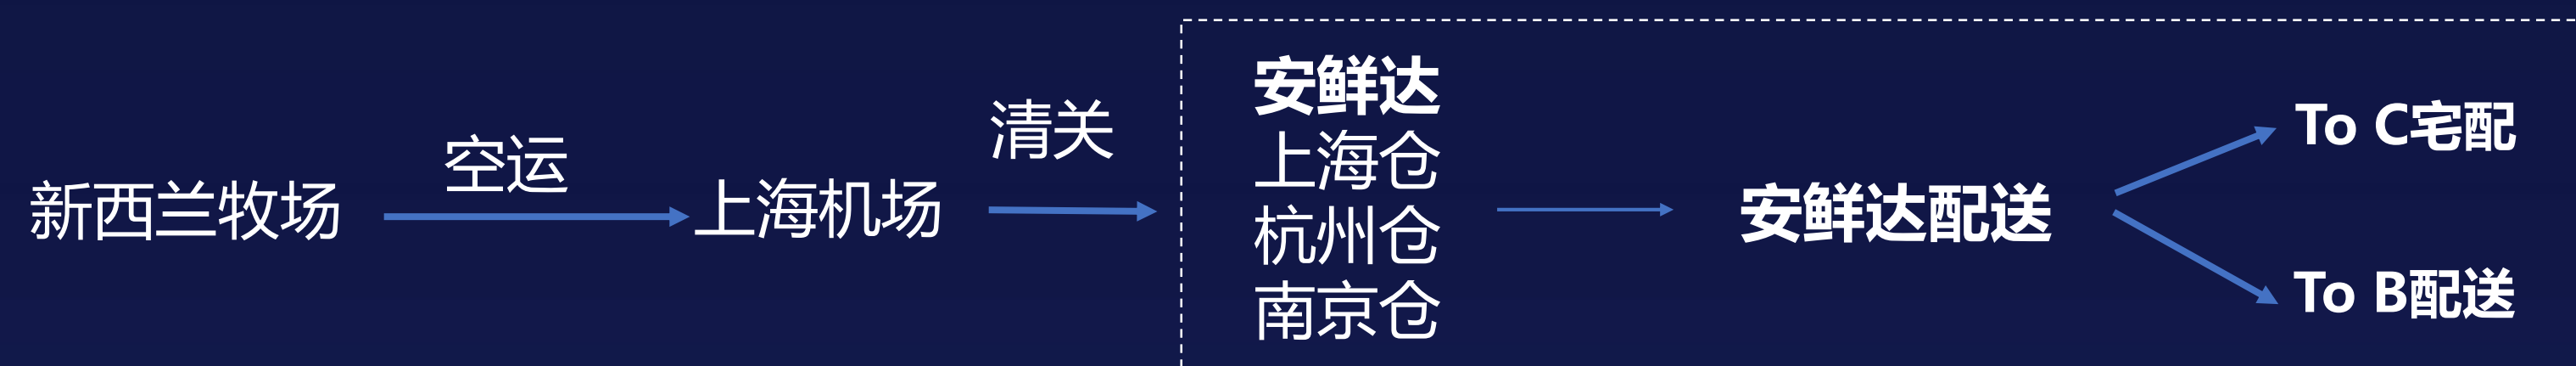 新西兰牧场
空运
上海机场
清关
安鲜达
上海仓
杭州仓
南京仓
安鲜达配送
To C宅配
To B配送